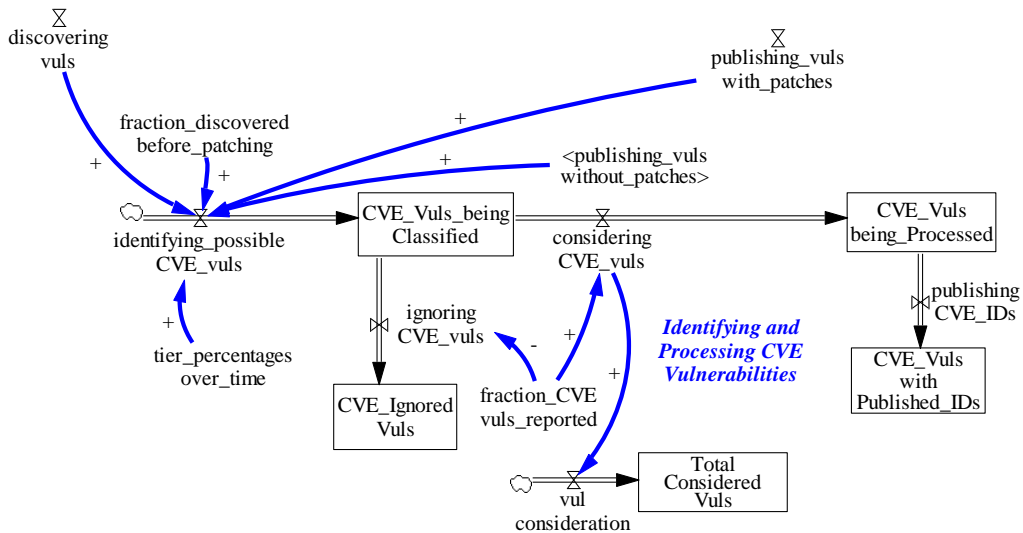 discovering
vuls
publishing_vuls
with_patches
fraction_discovered
before_patching
+
+
+
+
<publishing_vuls
without_patches>
identifying_possible
CVE_vuls
CVE_Vuls_being
Classified
considering
CVE_vuls
CVE_Vuls
being_Processed
+
tier_percentages
over_time
ignoring
CVE_vuls
-
+
+
fraction_CVE
vuls_reported
Identifying and
Processing CVE
Vulnerabilities
publishing
CVE_IDs
CVE_Ignored
Vuls
CVE_Vuls
with
Published_IDs
vul
consideration
Total
Considered
Vuls